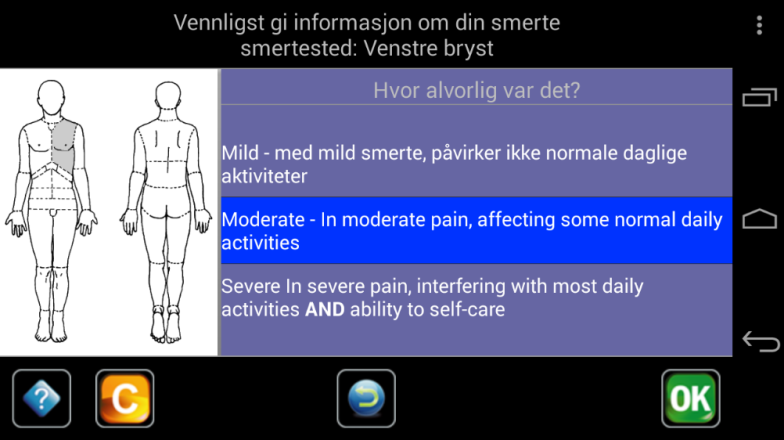 Vennligst gi informasjon om din smerte
smertested: Venstre bryst
Hvor alvorlig var det?
Mild - med mild smerte, påvirker ikke normale daglige
aktiviteter
Moderate - In moderate pain, affecting some normal daily
activities
Severe In severe pain, interfering with most daily
activities AND ability to self-care
?
C
OK